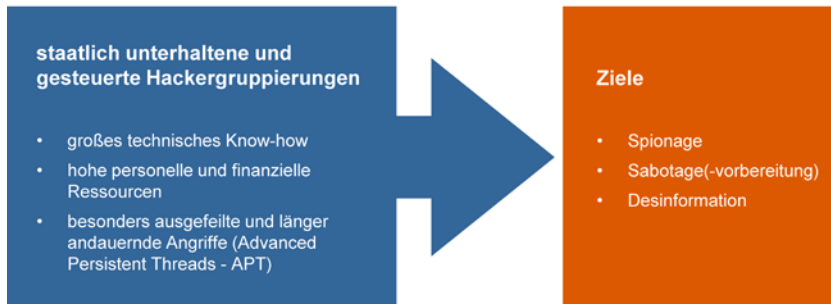 staatlich unterhaltene und
gesteuerte Hackergruppierungen
• großes technisches Know-how
• hohe personelle und finanzielle
Ressourcen
• besonders ausgefeilte und länger
andauernde Angriffe (Advanced
Persistent Threads - APT)
Ziele
• Spionage
• Sabotage(-vorbereitung)
• Desinformation